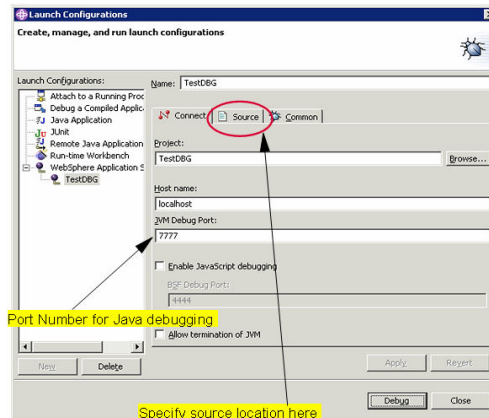 Launch Configurations
Create, manage, and run launch configurations
Launch Configurations:
Attach to a Running Proc
Debug a Compiled Applic
Java Application
JUnit
Remote Java Application
Run-time Workbench
WebSphere Application S
TestDBG
Name: TestDBG
Connect Source Common
Project:
TestDBG
Browse...
Host name:
localhost
JVM Debug Port:
7777
Enable JavaScript debugging
BSF Debug Port:
4444
Port Number for Java debugging
Allow termination of JVM
New Delete
Apply Revert
Debug Close
Specify source location here